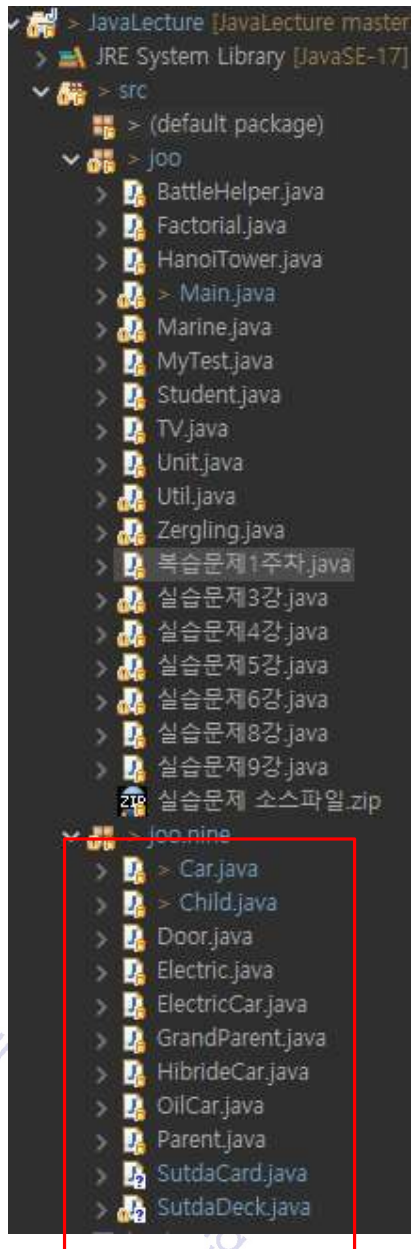 > JavaLecture [JavaLecture master
JRE System Library [JavaSE-17]
> src
> (default package)
> joo
BattleHelper.java
Factorial.java
HanoiTower.java
> Main.java
Marine.java
MyTest.java
Student.java
TV.java
Unit.java
Util.java
Zergling.java
복습문제1주차.java
실습문제3강.java
실습문제4강.java
실습문제5강.java
실습문제6강.java
실습문제8강.java
실습문제9강.java
실습문제 소스파일.zip
> joo.nine
> Car.java
> Child.java
Door.java
Electric.java
ElectricCar.java
GrandParent.java
HibrideCar.java
OilCar.java
Parent.java
SutdaCard.java
SutdaDeck.java